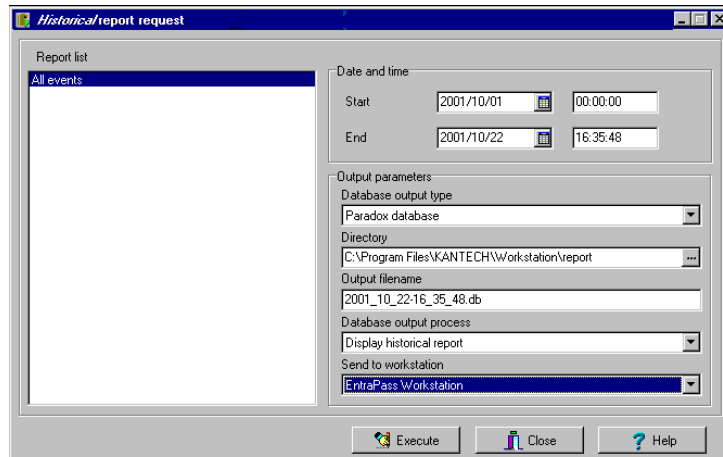 Historical report request
Report list
All events
Date and time
Start 2001/10/01 00:00:00
End 2001/10/22 16:35:48
Output parameters
Database output type
Paradox database
Directory
C:\Program Files\KANTECH\Workstation\report ...
Output filename
2001_10_22-16_35_48.db
Database output process
Display historical report
Send to workstation
EntraPass Workstation
Execute Close Help